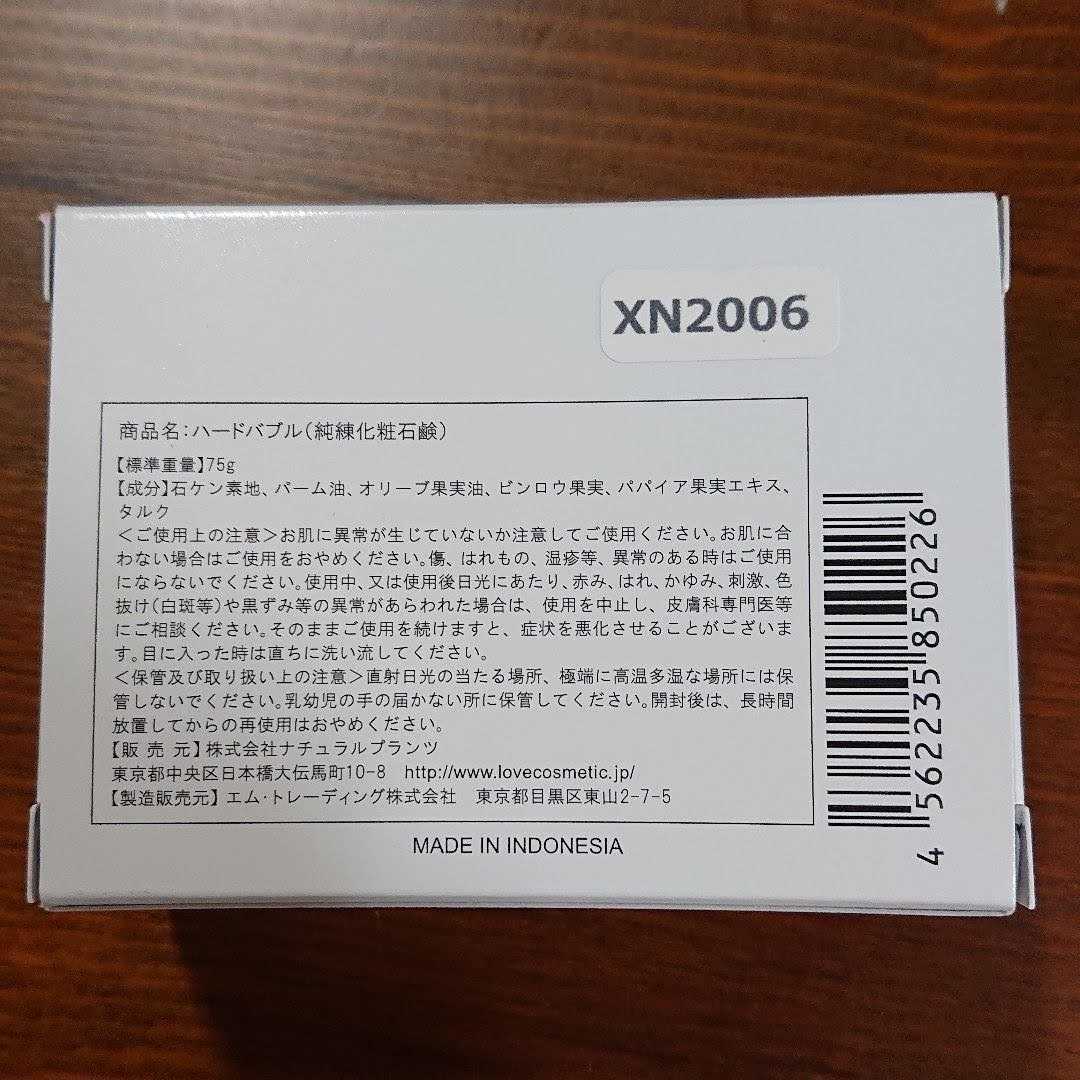 XN2006
商品名：ハードバブル（純練化粧石鹸）
【標準重量】75g
【成分】石ケン素地、パーム油、オリーブ果実油、ビンロウ果実、パパイア果実エキス、
タルク
＜ご使用上の注意＞お肌に異常が生じていないか注意してご使用ください。お肌に合
わない場合はご使用をおやめください。傷、はれもの、湿疹等、異常のある時はご使用
にならないでください。使用中、又は使用後日光にあたり、赤み、はれ、かゆみ、刺激、色
抜け（白斑等）や黒ずみ等の異常があらわれた場合は、使用を中止し、皮膚科専門医等
にご相談ください。そのままご使用を続けますと、症状を悪化させることがございま
す。目に入った時は直ちに洗い流してください。
＜保管及び取り扱い上の注意＞直射日光の当たる場所、極端に高温多湿な場所には保
管しないでください。乳幼児の手の届かない所に保管してください。開封後は、長時間
放置してからの再使用はおやめください。
【販 売 元】株式会社ナチュラルプランツ
東京都中央区日本橋大伝馬町10-8 http://www.lovecosmetic.jp/
【製造販売元】エム・トレーディング株式会社 東京都目黒区東山2-7-5
MADE IN INDONESIA
4562235850226